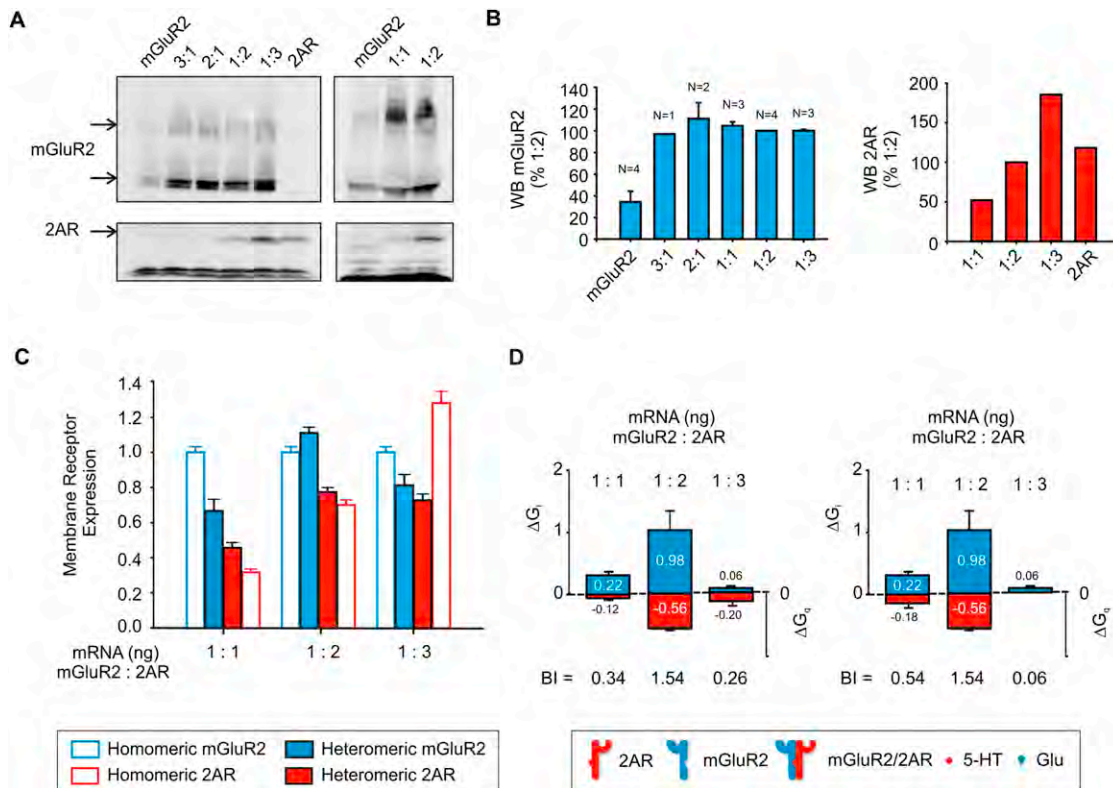 A
mGluR2
3:1
2:1
1:2
1:3
2AR
mGluR2
1:1
1:2
mGluR2
2AR
B
WB mGluR2
(% 1:2)
140
120
100
80
60
40
20
0
N=4
N=1
N=2
N=3
N=4
N=3
mGluR2
3:1
2:1
1:1
1:2
1:3
WB 2AR
(% 1:2)
200
150
100
50
0
1:1
1:2
1:3
2AR
C
Membrane Receptor
Expression
1.4
1.2
1.0
0.8
0.6
0.4
0.2
0.0
mRNA (ng)
mGluR2 : 2AR
1 : 1
1 : 2
1 : 3
Homomeric mGluR2
Heteromeric mGluR2
Homomeric 2AR
Heteromeric 2AR
D
mRNA (ng)
mGluR2 : 2AR
1 : 1
1 : 2
1 : 3
ΔGi
2
1
0
0.22
0.98
0.06
-0.12
-0.56
-0.20
0
ΔGq
BI = 0.34 1.54 0.26
mRNA (ng)
mGluR2 : 2AR
1 : 1
1 : 2
1 : 3
ΔGi
2
1
0
0.22
0.98
0.06
-0.18
-0.56
0
ΔGq
BI = 0.54 1.54 0.06
2AR
mGluR2
mGluR2/2AR
5-HT
Glu